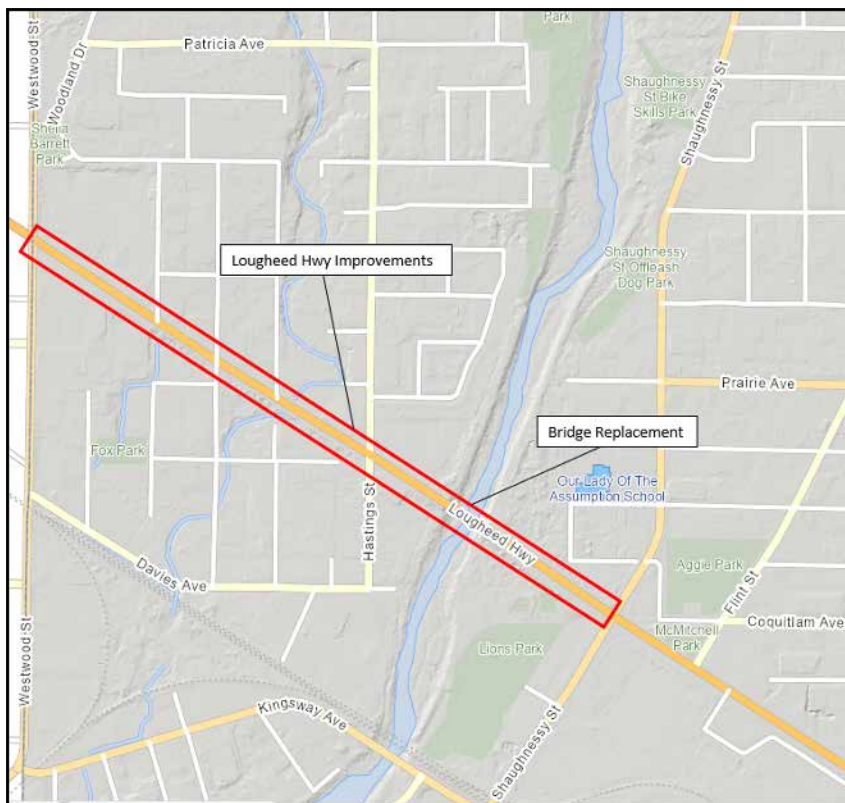 Park
Westwood St
Woodland Dr
Patricia Ave
Shaughnessy
St Bike
Skills Park
Shaughnessy St
Sheila
Barrett
Park
Lougheed Hwy Improvements
Shaughnessy
St Offleash
Dog Park
Prairie Ave
Bridge Replacement
Fox Park
Our Lady Of The
Assumption School
Hastings St
Lougheed Hwy
Davies Ave
Aggie Park
Flint St
Coquitlam Ave
McMitchell
Park
Lions Park
Westwood St
Kingsway Ave
Shaughnessy St